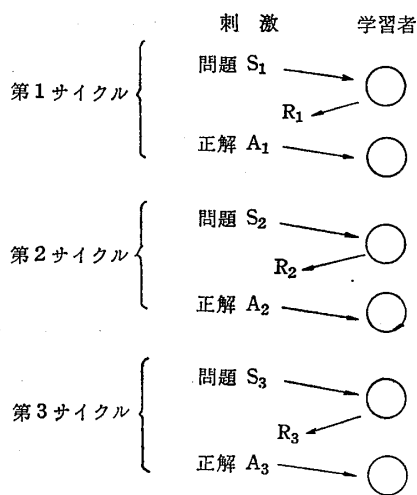 刺激 学習者
問題 S₁
第1サイクル
R₁
正解 A₁
問題 S₂
第2サイクル
R₂
正解 A₂
問題 S₃
第3サイクル
R₃
正解 A₃